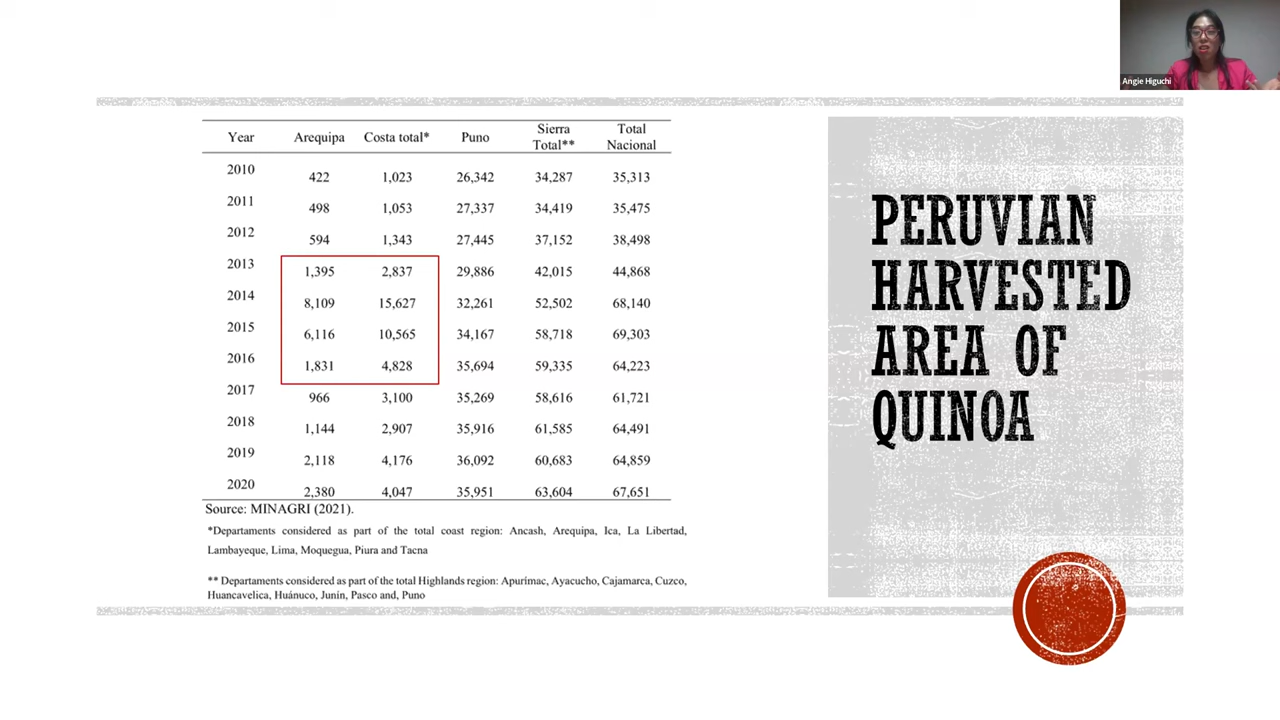 Angie Higuchi
Year Arequipa Costa total* Puno Sierra Total** Total Nacional
2010 422 1,023 26,342 34,287 35,313
2011 498 1,053 27,337 34,419 35,475
2012 594 1,343 27,445 37,152 38,498
2013 1,395 2,837 29,886 42,015 44,868
2014 8,109 15,627 32,261 52,502 68,140
2015 6,116 10,565 34,167 58,718 69,303
2016 1,831 4,828 35,694 59,335 64,223
2017 966 3,100 35,269 58,616 61,721
2018 1,144 2,907 35,916 61,585 64,491
2019 2,118 4,176 36,092 60,683 64,859
2020 2,380 4,047 35,951 63,604 67,651
Source: MINAGRI (2021).
*Departaments considered as part of the total coast region: Ancash, Arequipa, Ica, La Libertad,
Lambayeque, Lima, Moquegua, Piura and Tacna
** Departaments considered as part of the total Highlands region: Apurímac, Ayacucho, Cajamarca, Cuzco,
Huancavelica, Huánuco, Junín, Pasco and, Puno
PERUVIAN
HARVESTED
AREA OF
QUINOA